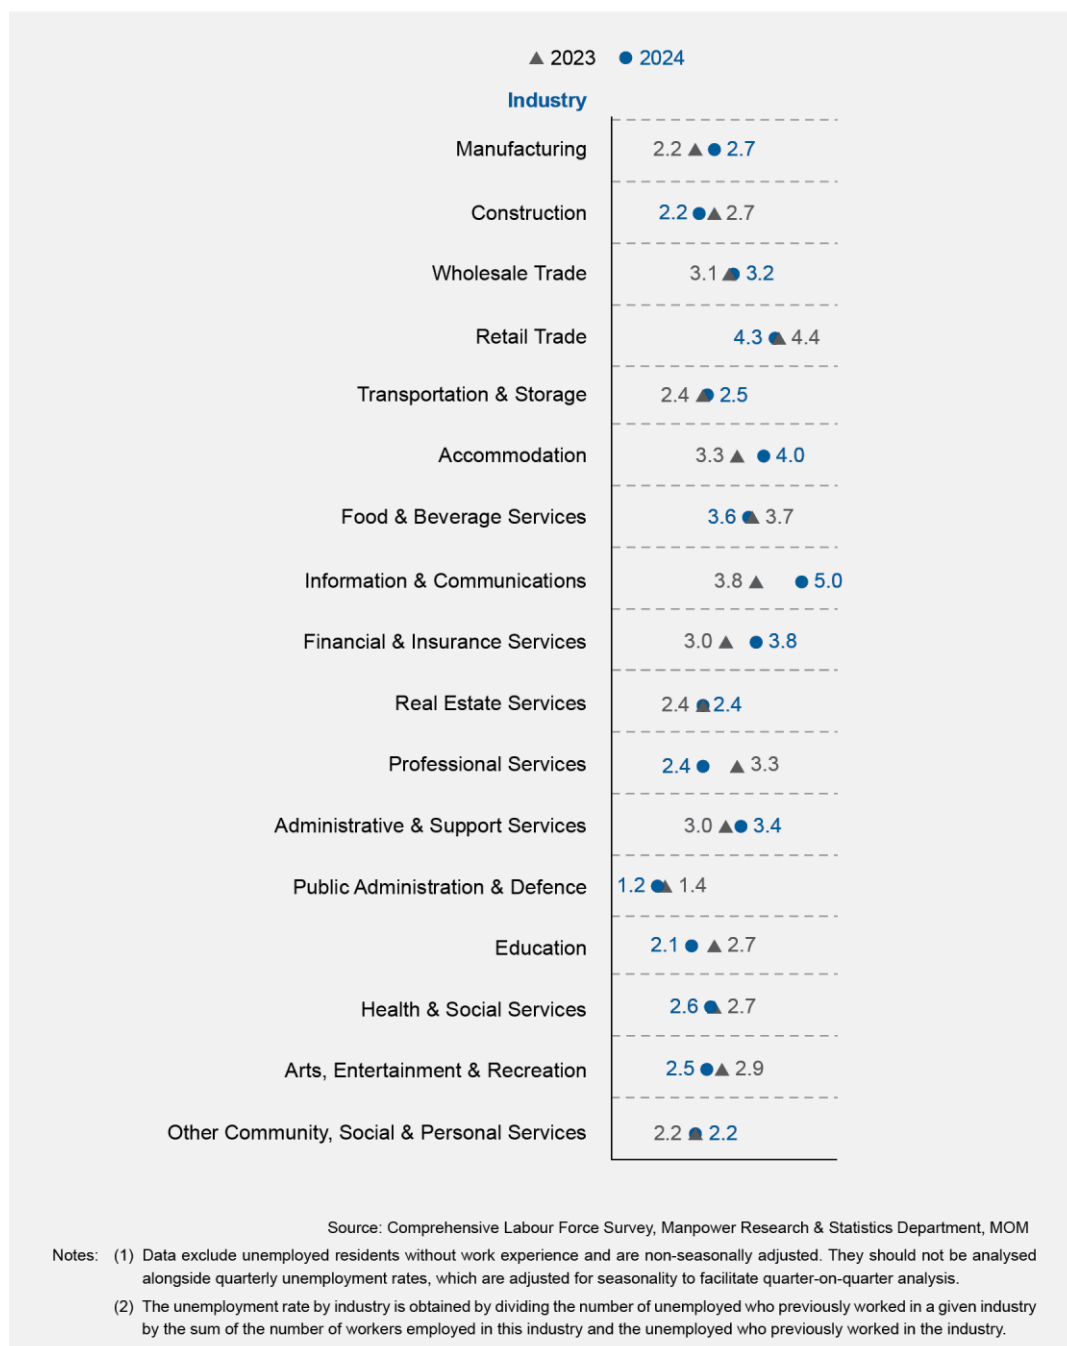 ▲ 2023 ● 2024
Industry
Manufacturing 2.2 2.7
Construction 2.2 2.7
Wholesale Trade 3.1 3.2
Retail Trade 4.3 4.4
Transportation & Storage 2.4 2.5
Accommodation 3.3 4.0
Food & Beverage Services 3.6 3.7
Information & Communications 3.8 5.0
Financial & Insurance Services 3.0 3.8
Real Estate Services 2.4 2.4
Professional Services 2.4 3.3
Administrative & Support Services 3.0 3.4
Public Administration & Defence 1.2 1.4
Education 2.1 2.7
Health & Social Services 2.6 2.7
Arts, Entertainment & Recreation 2.5 2.9
Other Community, Social & Personal Services 2.2 2.2
Source: Comprehensive Labour Force Survey, Manpower Research & Statistics Department, MOM
Notes: (1) Data exclude unemployed residents without work experience and are non-seasonally adjusted. They should not be analysed
alongside quarterly unemployment rates, which are adjusted for seasonality to facilitate quarter-on-quarter analysis.
(2) The unemployment rate by industry is obtained by dividing the number of unemployed who previously worked in a given industry
by the sum of the number of workers employed in this industry and the unemployed who previously worked in the industry.